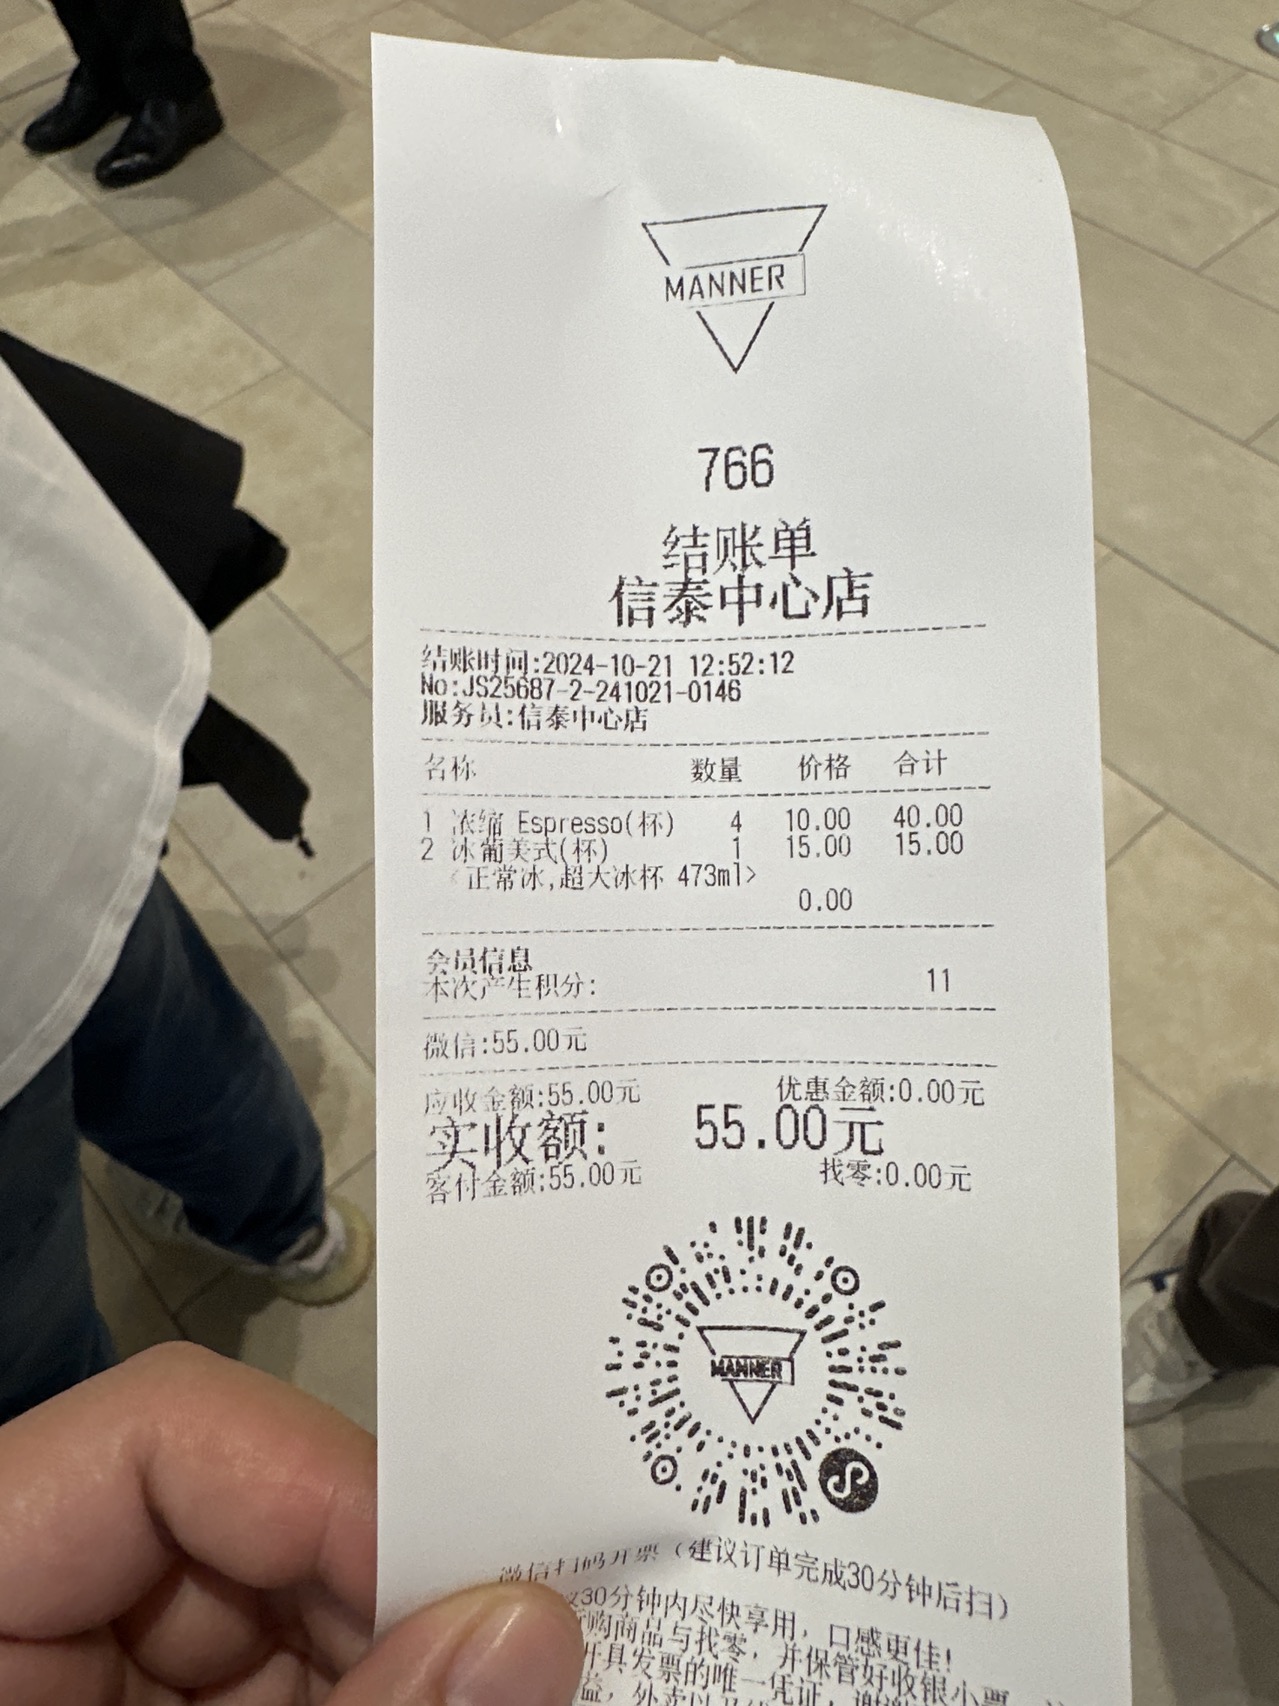 MANNER
766
结账单
信泰中心店
结账时间:2024-10-21 12:52:12
No:JS25687-2-241021-0146
服务员:信泰中心店
名称 数量 价格 合计
1 浓缩 Espresso(杯) 4 10.00 40.00
2 冰葡美式(杯) 1 15.00 15.00
<正常冰,超大冰杯 473ml>
0.00
会员信息
本次产生积分: 11
微信:55.00元
应收金额:55.00元 优惠金额:0.00元
实收额: 55.00元
客付金额:55.00元 找零:0.00元
MANNER
微信扫码开票（建议订单完成30分钟后扫）
30分钟内尽快享用，口感更佳!
购商品与找零，并保管好收银小票
开具发票的唯一凭证，谢谢
益，外卖以及